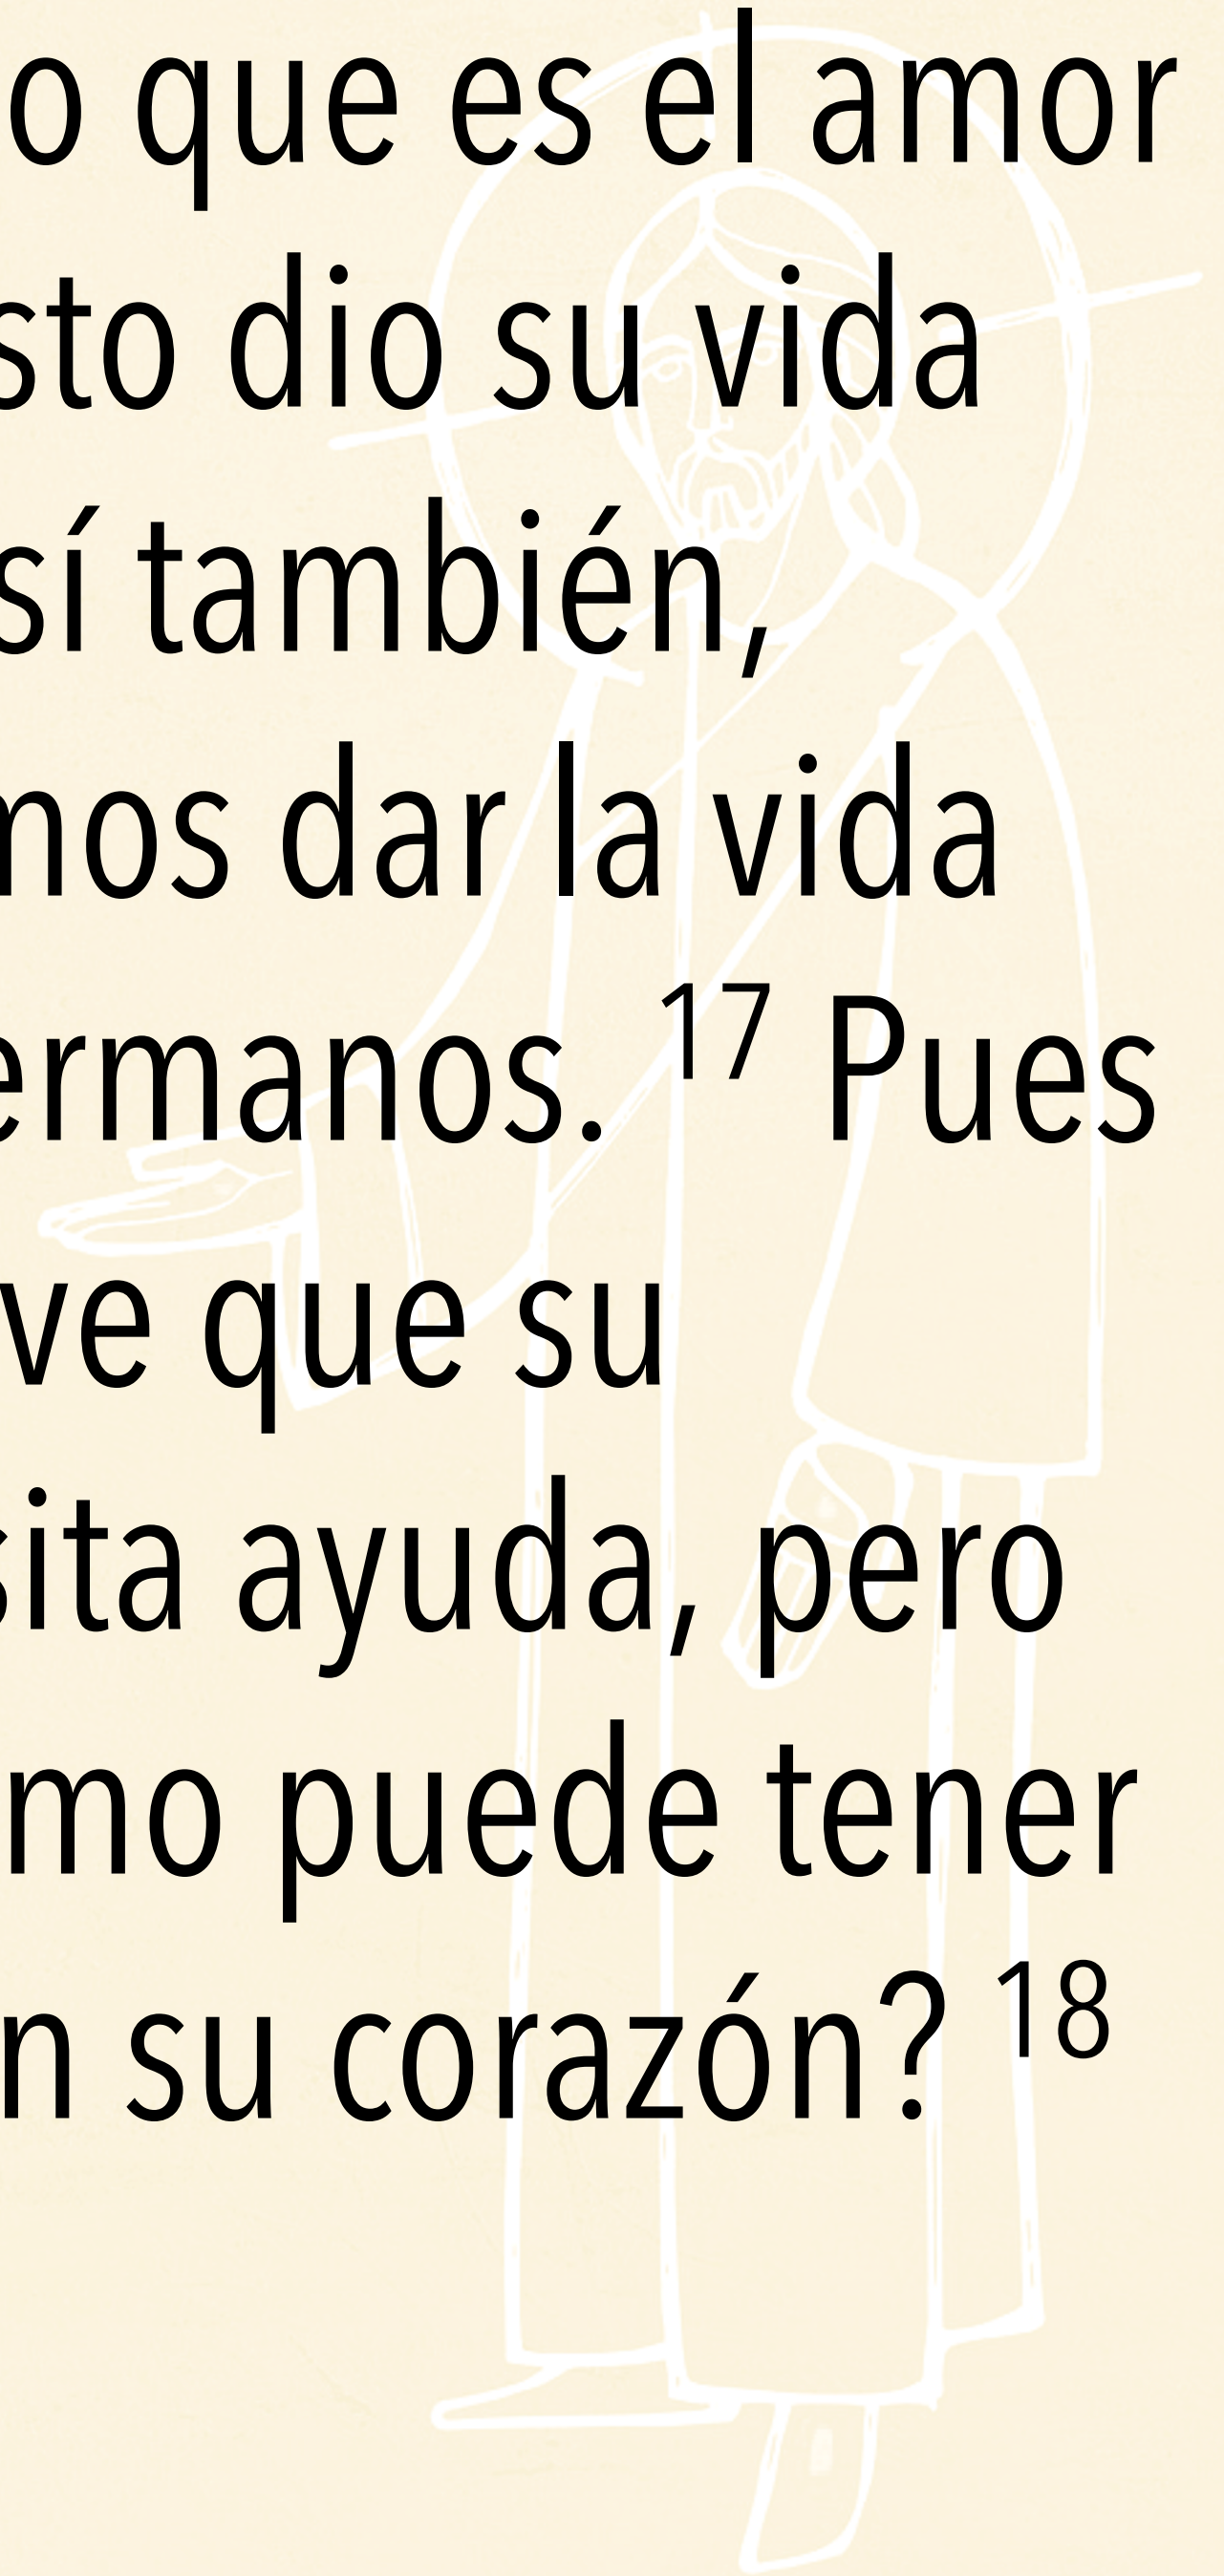 o que es el amor
sto dio su vida
sí también,
mos dar la vida
ermanos. 17 Pues
ve que su
sita ayuda, pero
mo puede tener
n su corazón? 18